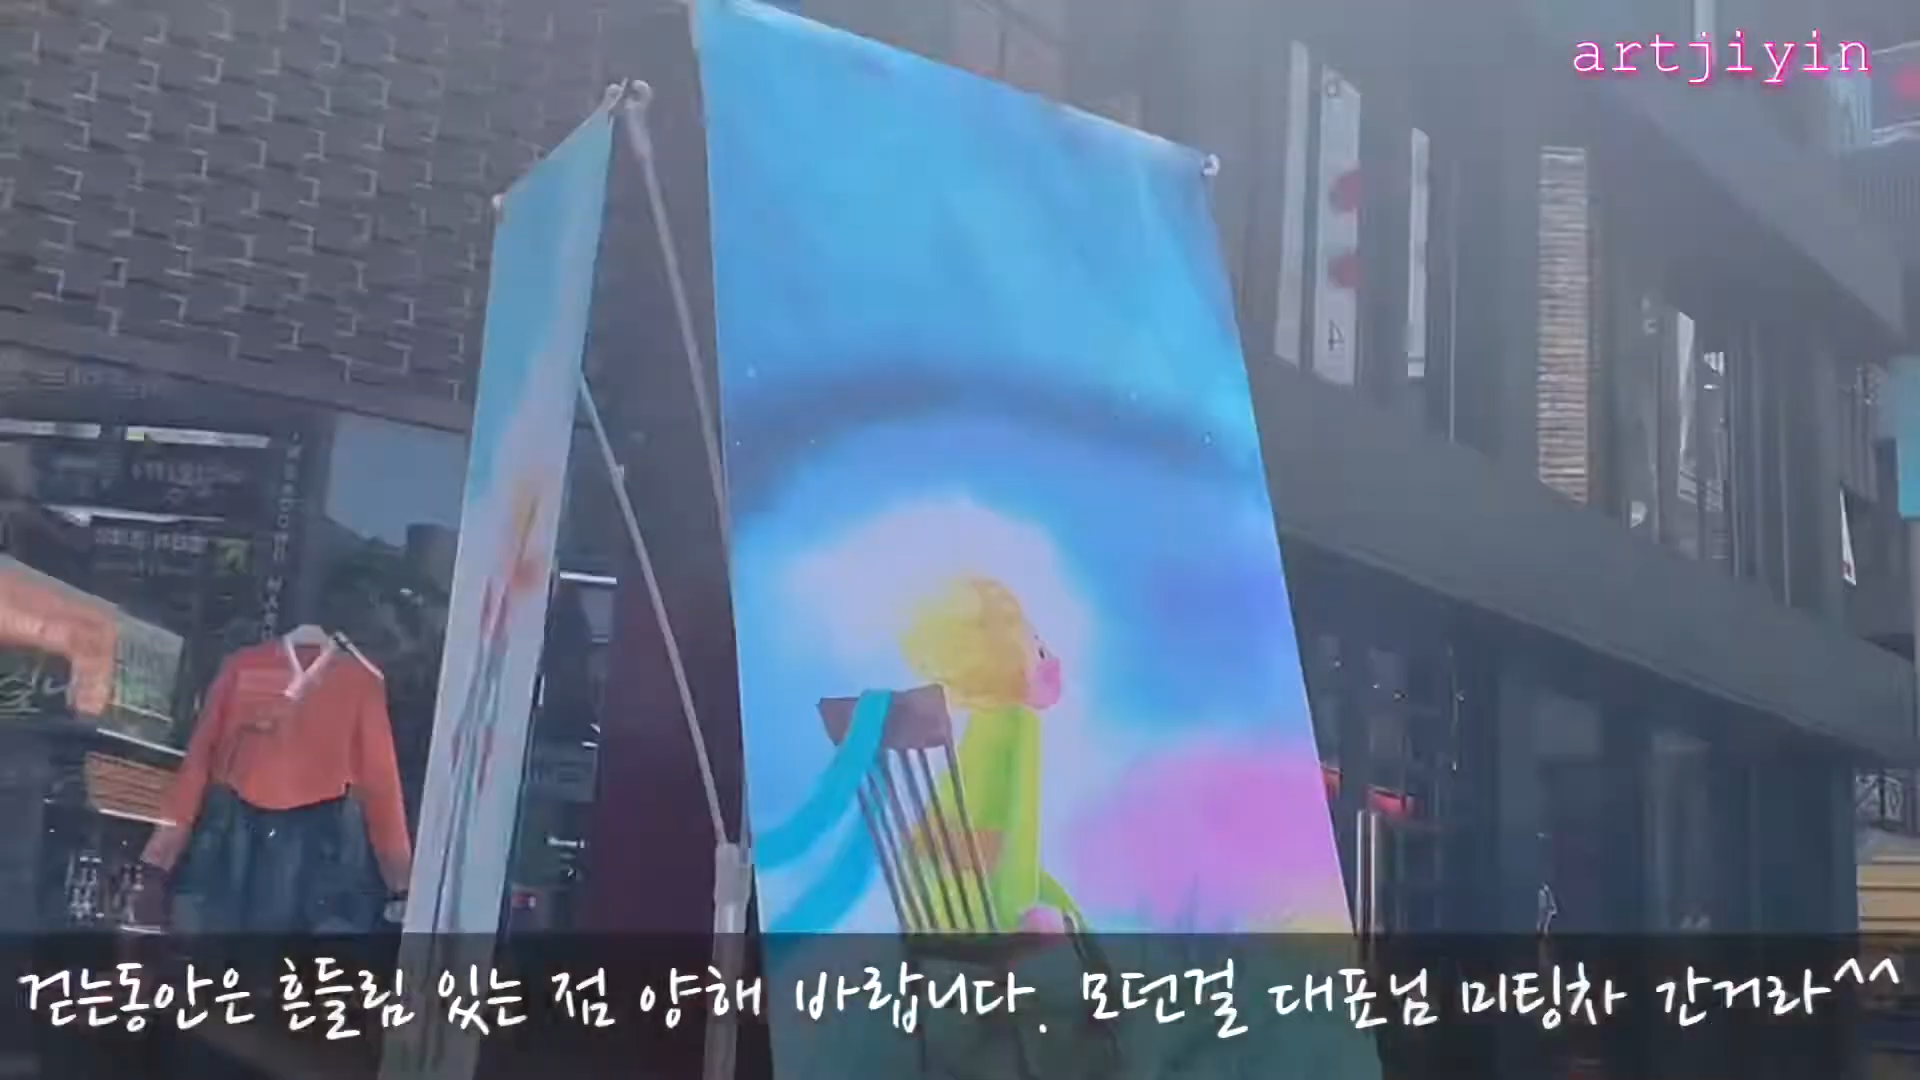 artjiyin
걷는동안은 흔들림 있는 점 양해 바랍니다. 모던걸 대표님 미팅차 간거라^^